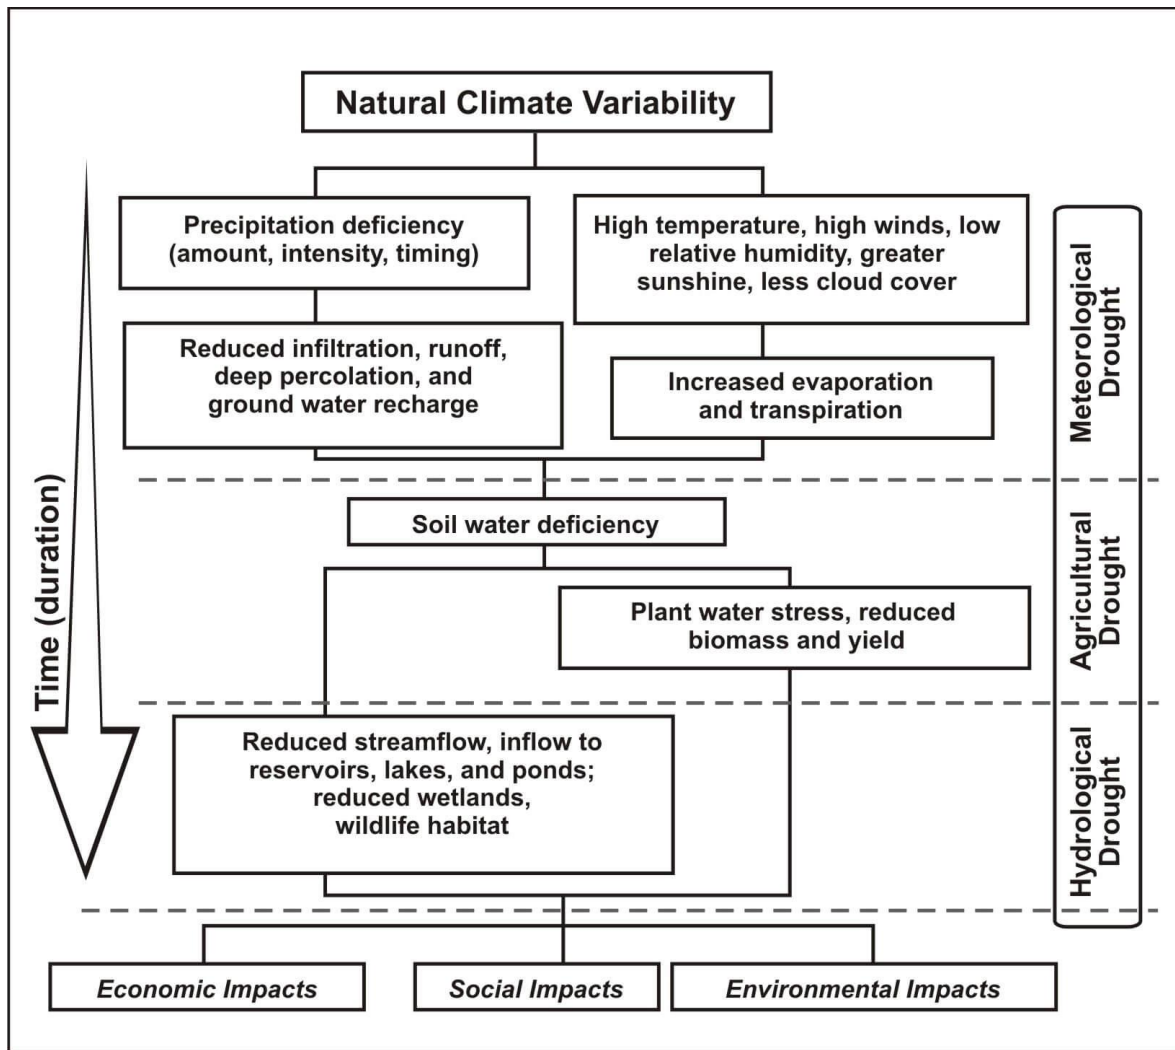 Natural Climate Variability
Precipitation deficiency
(amount, intensity, timing)
High temperature, high winds, low
relative humidity, greater
sunshine, less cloud cover
Reduced infiltration, runoff,
deep percolation, and
ground water recharge
Increased evaporation
and transpiration
Meteorological
Drought
Time (duration)
Soil water deficiency
Plant water stress, reduced
biomass and yield
Agricultural
Drought
Reduced streamflow, inflow to
reservoirs, lakes, and ponds;
reduced wetlands,
wildlife habitat
Hydrological
Drought
Economic Impacts
Social Impacts
Environmental Impacts